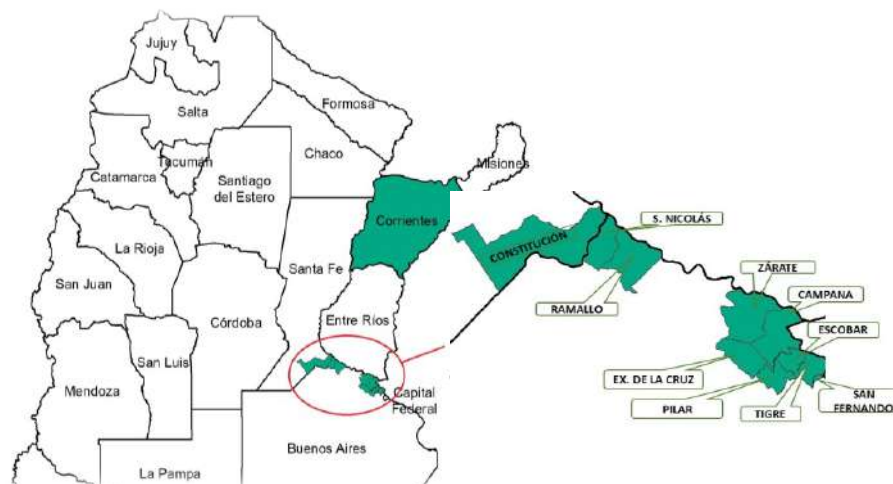 Jujuy
Salta
Formosa
Chaco
Misiones
Catamarca
Tucumán
Santiago
del Estero
Corrientes
La Rioja
Santa Fe
San Juan
Córdoba
Entre Ríos
San Luis
Mendoza
Capital
Federal
Buenos Aires
La Pampa
S. NICOLÁS
CONSTITUCIÓN
RAMALLO
ZÁRATE
CAMPANA
ESCOBAR
EX. DE LA CRUZ
PILAR
TIGRE
SAN
FERNANDO